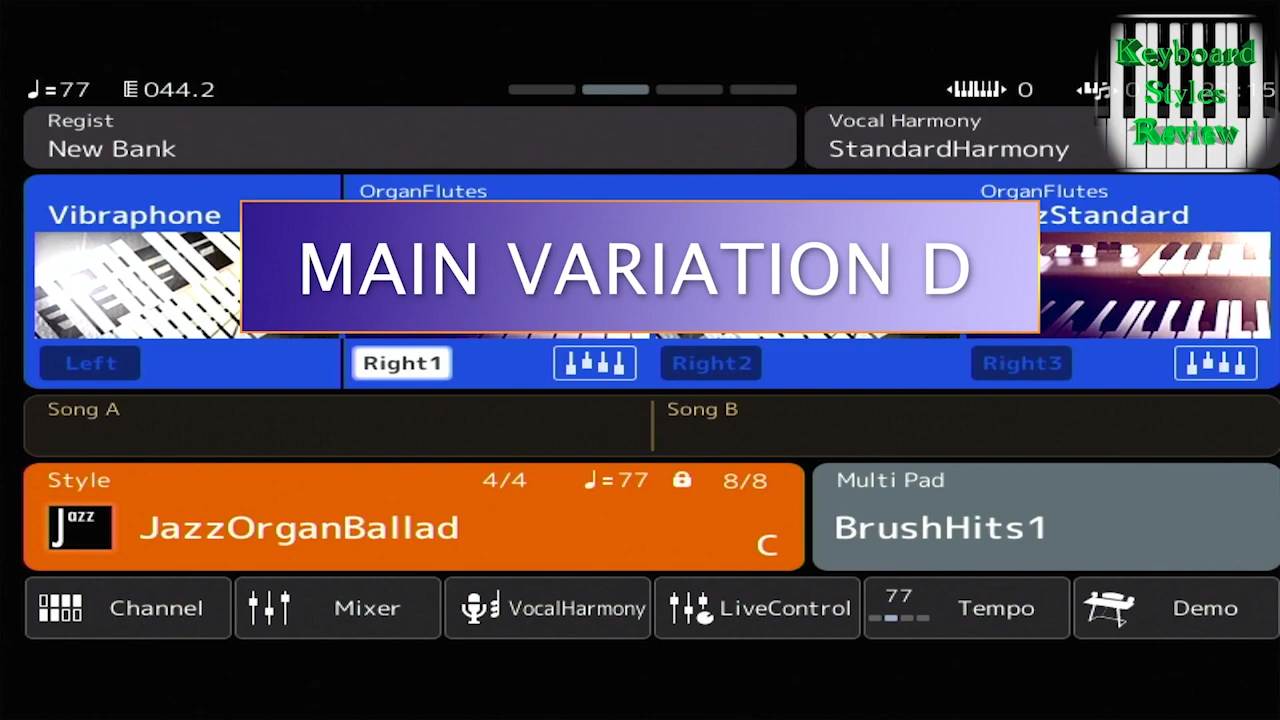 ♩=77 044.2 0
Keyboard
Styles
Review
Regist
New Bank
Vocal Harmony
StandardHarmony
Vibraphone
OrganFlutes
OrganFlutes
zStandard
MAIN VARIATION D
Left
Right1
Right2
Right3
Song A
Song B
Style 4/4 ♩=77 8/8
Jazz
JazzOrganBallad
C
Multi Pad
BrushHits1
Channel
Mixer
VocalHarmony
LiveControl
77
Tempo
Demo